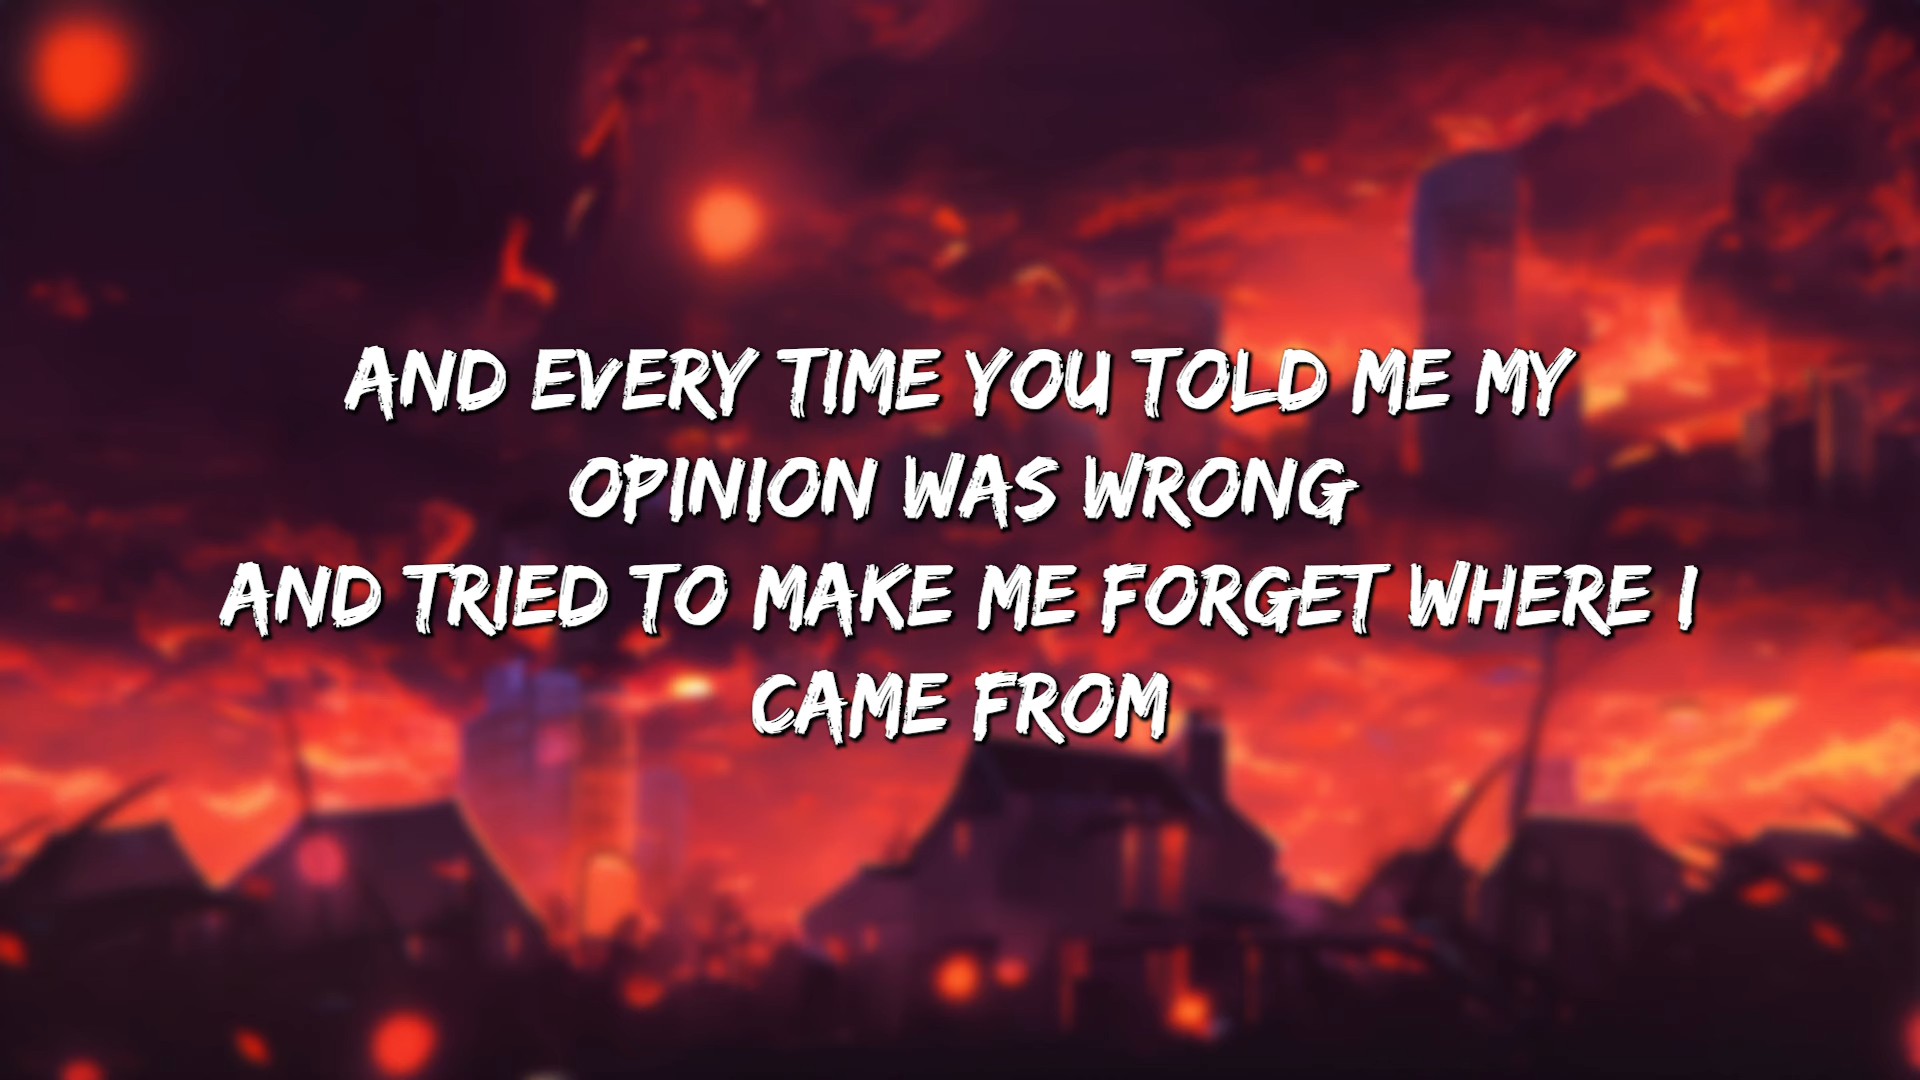 AND EVERY TIME YOU TOLD ME MY
OPINION WAS WRONG
AND TRIED TO MAKE ME FORGET WHERE I
CAME FROM